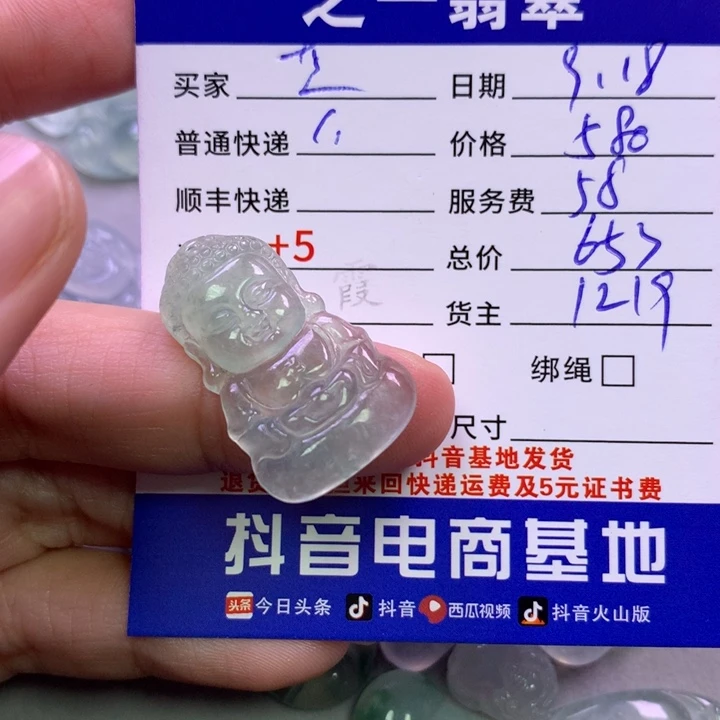 之一翡翠
买家
日期 9.18
普通快递
价格 580
顺丰快递
服务费 58
+5
总价 653
霞
货主 1219
绑绳
尺寸
抖音基地发货
来回快递运费及5元证书费
抖音电商基地
头条 今日头条 抖音 西瓜视频 抖音火山版